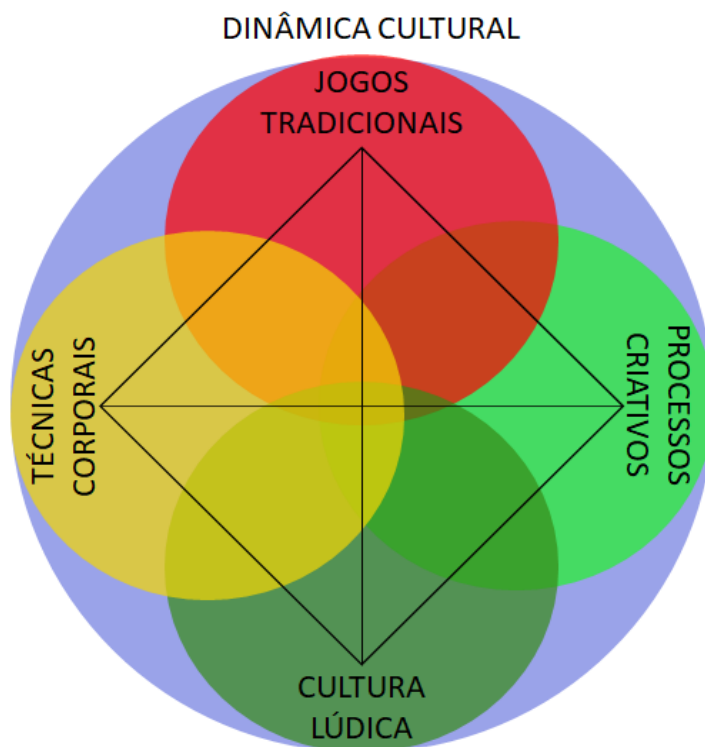 DINÂMICA CULTURAL
JOGOS
TRADICIONAIS
TÉCNICAS
CORPORAIS
PROCESSOS
CRIATIVOS
CULTURA
LÚDICA